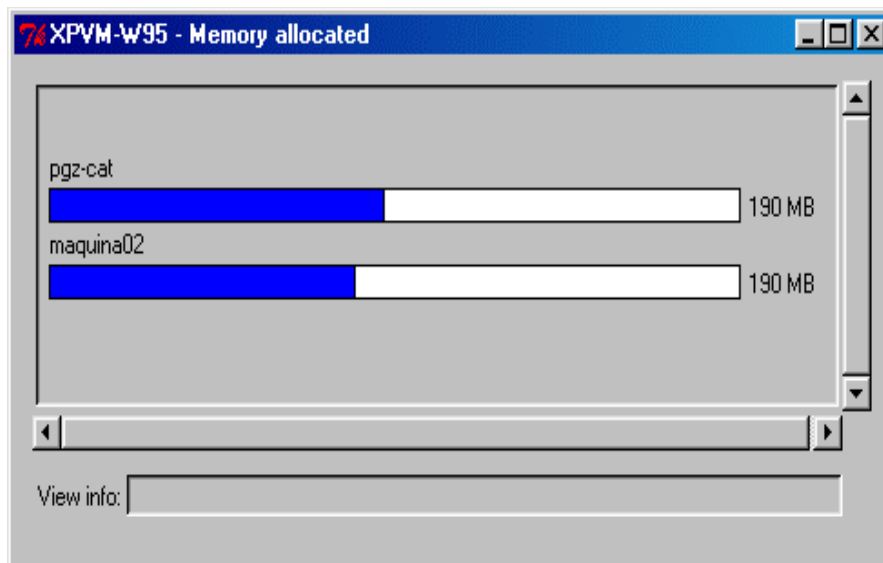 XPVM-W95 - Memory allocated
pgz-cat
190 MB
maquina02
190 MB
View info: